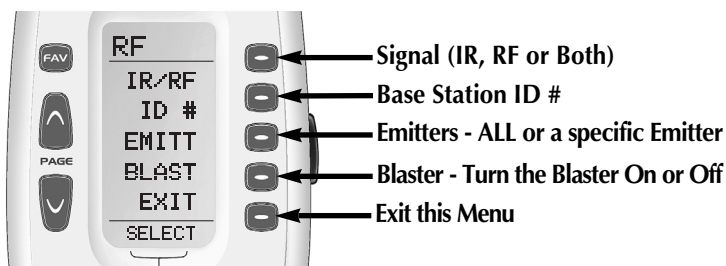 FAV
PAGE
RF
IR/RF
ID #
EMITT
BLAST
EXIT
SELECT
Signal (IR, RF or Both)
Base Station ID #
Emitters - ALL or a specific Emitter
Blaster - Turn the Blaster On or Off
Exit this Menu